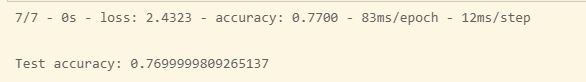 7/7 - 0s - loss: 2.4323 - accuracy: 0.7700 - 83ms/epoch - 12ms/step
Test accuracy: 0.7699999809265137